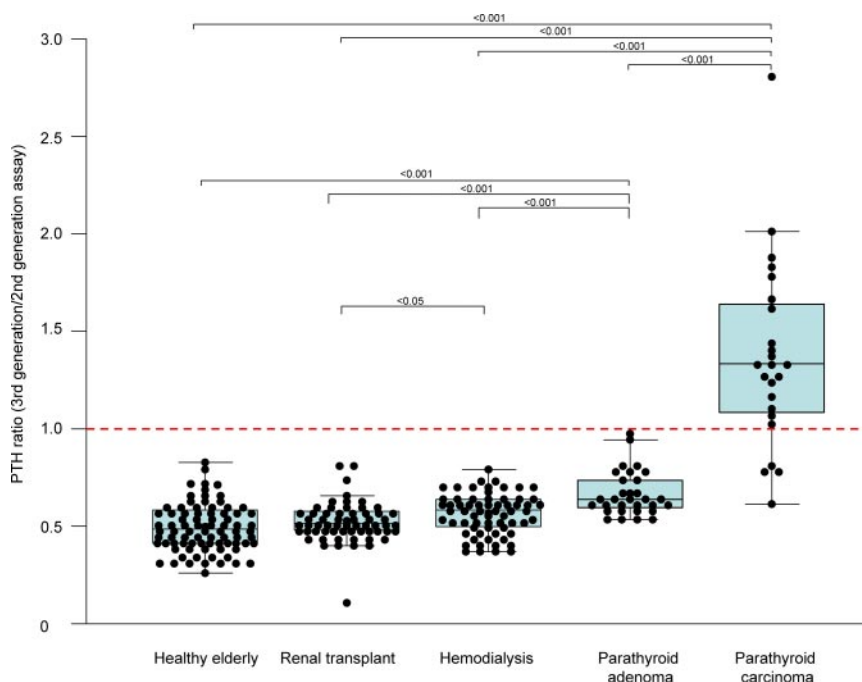 <0.001
<0.001
<0.001
<0.001
<0.001
<0.001
<0.001
<0.05
PTH ratio (3rd generation/2nd generation assay)
3.0
2.5
2.0
1.5
1.0
0.5
0
Healthy elderly
Renal transplant
Hemodialysis
Parathyroid
adenoma
Parathyroid
carcinoma